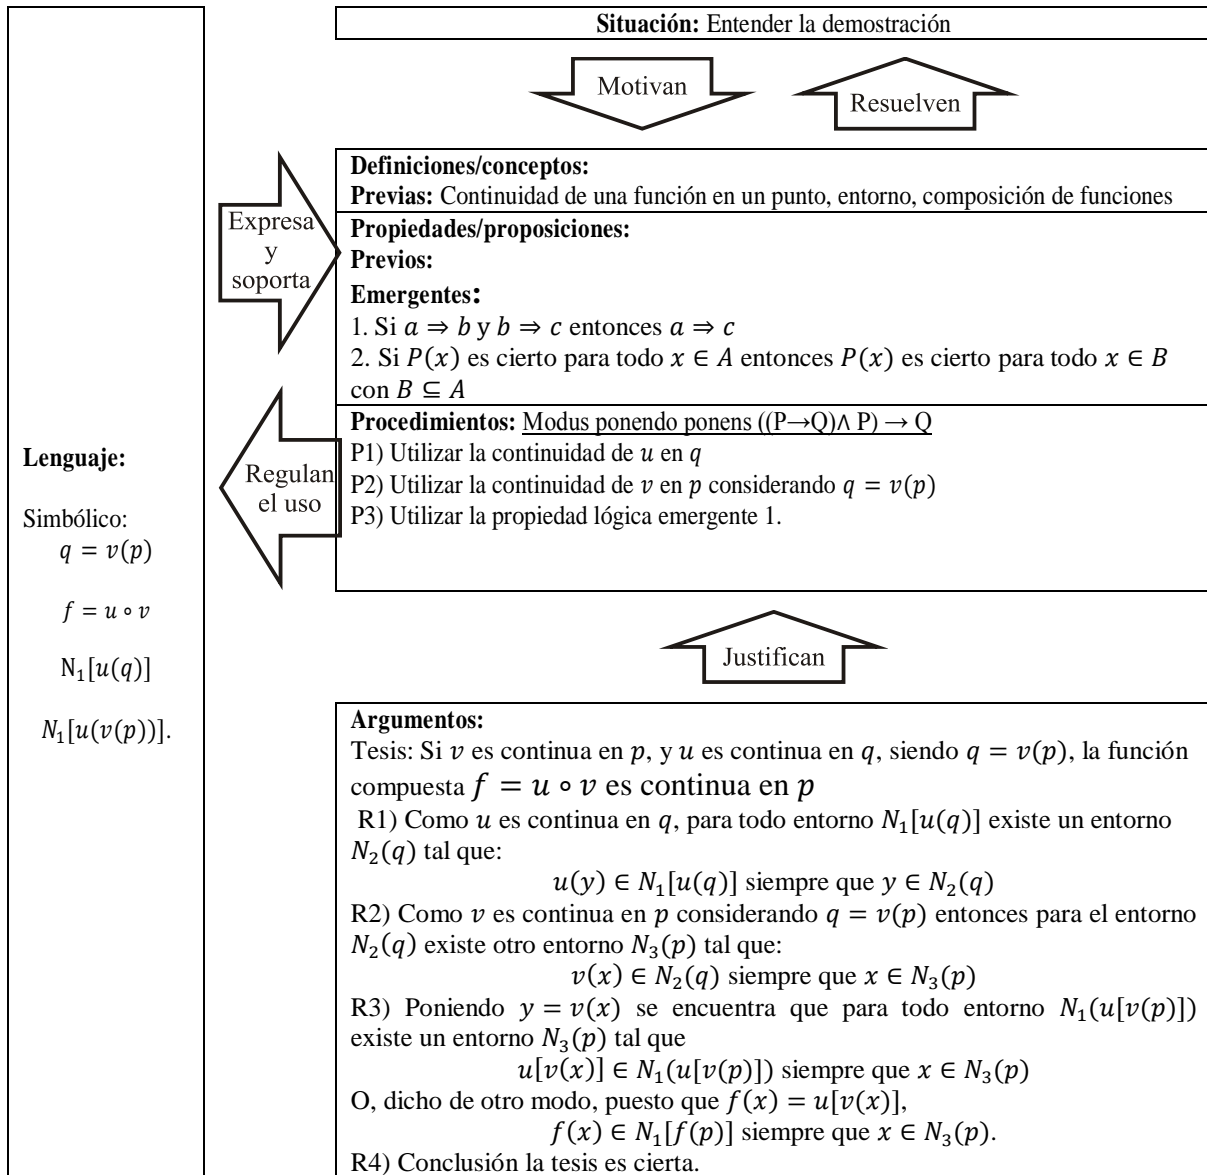 Situación: Entender la demostración
Motivan
Resuelven
Definiciones/conceptos:
Previas: Continuidad de una función en un punto, entorno, composición de funciones
Expresa
y
soporta
Propiedades/proposiciones:
Previos:
Emergentes:
1. Si 𝑎 ⇒ 𝑏 y 𝑏 ⇒ 𝑐 entonces 𝑎 ⇒ 𝑐
2. Si 𝑃(𝑥) es cierto para todo 𝑥 ∈ 𝐴 entonces 𝑃(𝑥) es cierto para todo 𝑥 ∈ 𝐵
con 𝐵 ⊆ 𝐴
Procedimientos: Modus ponendo ponens ((P→Q)∧ P) → Q
P1) Utilizar la continuidad de 𝑢 en 𝑞
P2) Utilizar la continuidad de 𝑣 en 𝑝 considerando 𝑞 = 𝑣(𝑝)
P3) Utilizar la propiedad lógica emergente 1.
Regulan
el uso
Lenguaje:
Simbólico:
𝑞 = 𝑣(𝑝)
𝑓 = 𝑢 ∘ 𝑣
N₁[𝑢(𝑞)]
𝑁₁[𝑢(𝑣(𝑝))].
Justifican
Argumentos:
Tesis: Si 𝑣 es continua en 𝑝, y 𝑢 es continua en 𝑞, siendo 𝑞 = 𝑣(𝑝), la función
compuesta 𝑓 = 𝑢 ∘ 𝑣 es continua en 𝑝
R1) Como 𝑢 es continua en 𝑞, para todo entorno 𝑁₁[𝑢(𝑞)] existe un entorno
𝑁₂(𝑞) tal que:
𝑢(𝑦) ∈ 𝑁₁[𝑢(𝑞)] siempre que 𝑦 ∈ 𝑁₂(𝑞)
R2) Como 𝑣 es continua en 𝑝 considerando 𝑞 = 𝑣(𝑝) entonces para el entorno
𝑁₂(𝑞) existe otro entorno 𝑁₃(𝑝) tal que:
𝑣(𝑥) ∈ 𝑁₂(𝑞) siempre que 𝑥 ∈ 𝑁₃(𝑝)
R3) Poniendo 𝑦 = 𝑣(𝑥) se encuentra que para todo entorno 𝑁₁(𝑢[𝑣(𝑝)])
existe un entorno 𝑁₃(𝑝) tal que
𝑢[𝑣(𝑥)] ∈ 𝑁₁(𝑢[𝑣(𝑝)]) siempre que 𝑥 ∈ 𝑁₃(𝑝)
O, dicho de otro modo, puesto que 𝑓(𝑥) = 𝑢[𝑣(𝑥)],
𝑓(𝑥) ∈ 𝑁₁[𝑓(𝑝)] siempre que 𝑥 ∈ 𝑁₃(𝑝).
R4) Conclusión la tesis es cierta.